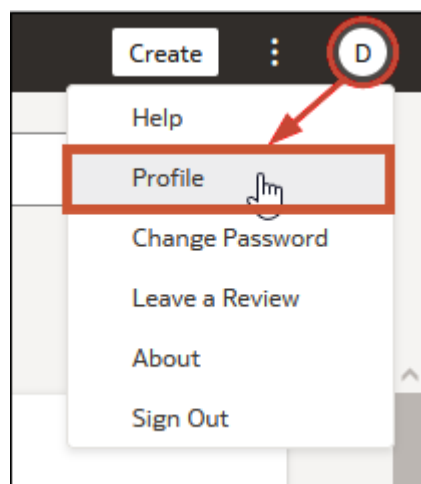 Create
D
Help
Profile
Change Password
Leave a Review
About
Sign Out